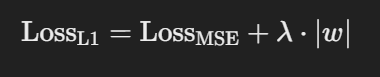 Loss_L1 = Loss_MSE + λ · |w|